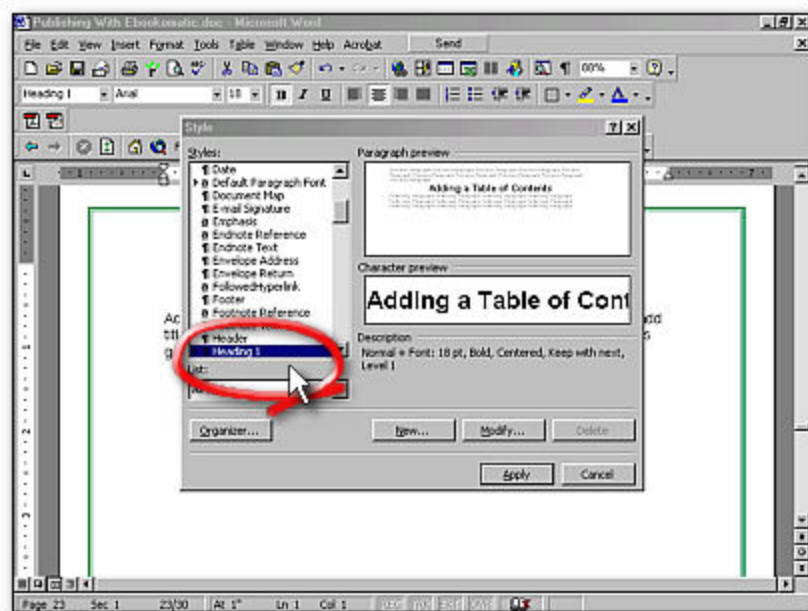 Publishing With Ebookomatic.doc - Microsoft Word
File Edit View Insert Format Tools Table Window Help Acrobat Send
Heading 1 Arial 18 B I U
Style
Styles:
Date
Default Paragraph Font
Document Map
E-mail Signature
Emphasis
Endnote Reference
Endnote Text
Envelope Address
Envelope Return
FollowedHyperlink
Footer
Footnote Reference
Header
Heading 1
List:
Paragraph preview
Adding a Table of Contents
Character preview
Adding a Table of Cont
Description
Normal + Font: 18 pt, Bold, Centered, Keep with next,
Level 1
Organizer... New... Modify... Delete
Apply Cancel
Page 23 Sec 1 23/30 At 1" Ln 1 Col 1